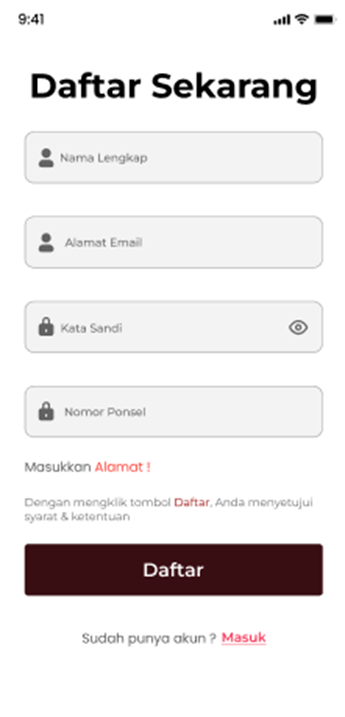 9:41
Daftar Sekarang
Nama Lengkap
Alamat Email
Kata Sandi
Nomor Ponsel
Masukkan Alamat !
Dengan mengklik tombol Daftar, Anda menyetujui
syarat & ketentuan
Daftar
Sudah punya akun ? Masuk